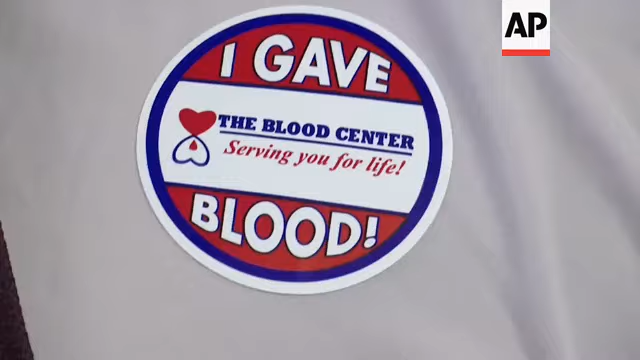 AP
I GAVE
THE BLOOD CENTER
Serving you for life!
BLOOD!